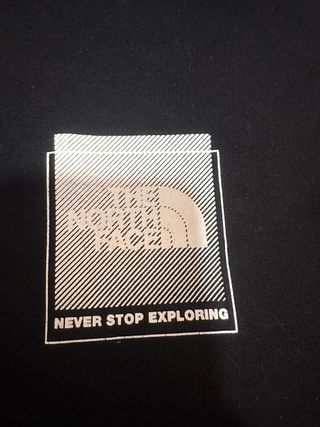 THE
NORTH
FACE
NEVER STOP EXPLORING